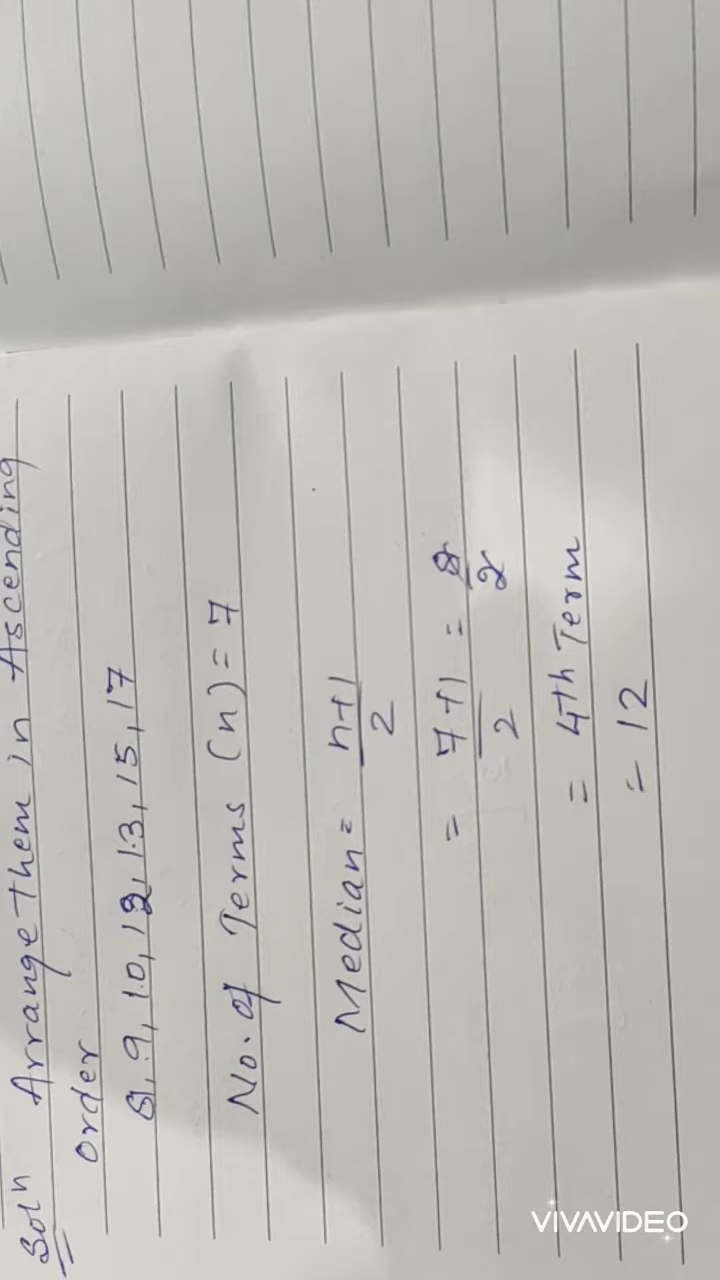 Solⁿ Arrange them in Ascending
order
8, 9, 10, 12, 13, 15, 17
No. of Terms (n) = 7
Median = n+1/2
= 7+1/2 = 8/2
= 4th Term
= 12
VIVAVIDEO